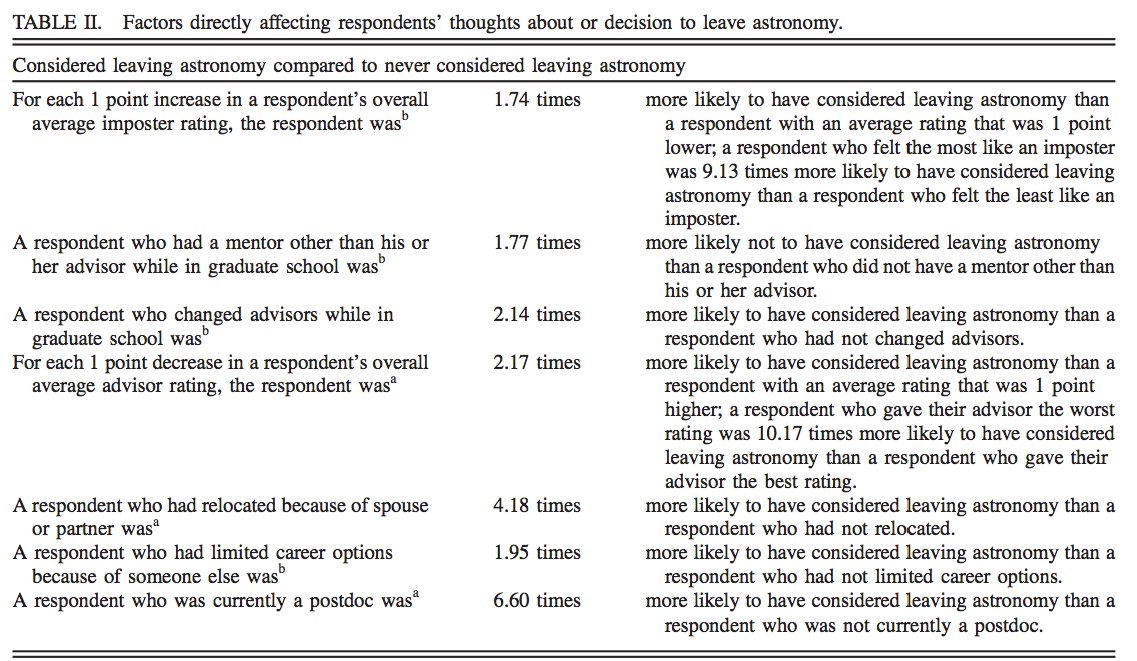 TABLE II. Factors directly affecting respondents' thoughts about or decision to leave astronomy.
Considered leaving astronomy compared to never considered leaving astronomy
For each 1 point increase in a respondent's overall 1.74 times more likely to have considered leaving astronomy than
average imposter rating, the respondent was^b a respondent with an average rating that was 1 point
lower; a respondent who felt the most like an imposter
was 9.13 times more likely to have considered leaving
astronomy than a respondent who felt the least like an
imposter.
A respondent who had a mentor other than his or 1.77 times more likely not to have considered leaving astronomy
her advisor while in graduate school was^b than a respondent who did not have a mentor other than
his or her advisor.
A respondent who changed advisors while in 2.14 times more likely to have considered leaving astronomy than a
graduate school was^b respondent who had not changed advisors.
For each 1 point decrease in a respondent's overall 2.17 times more likely to have considered leaving astronomy than a
average advisor rating, the respondent was^a respondent with an average rating that was 1 point
higher; a respondent who gave their advisor the worst
rating was 10.17 times more likely to have considered
leaving astronomy than a respondent who gave their
advisor the best rating.
A respondent who had relocated because of spouse 4.18 times more likely to have considered leaving astronomy than a
or partner was^a respondent who had not relocated.
A respondent who had limited career options 1.95 times more likely to have considered leaving astronomy than a
because of someone else was^b respondent who had not limited career options.
A respondent who was currently a postdoc was^a 6.60 times more likely to have considered leaving astronomy than a
respondent who was not currently a postdoc.